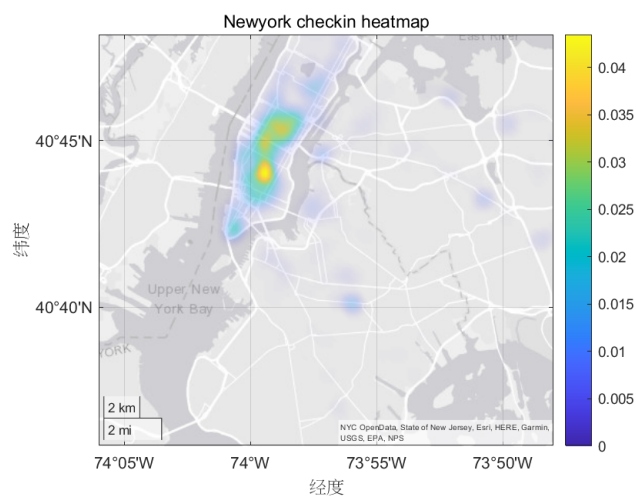 Newyork checkin heatmap
East River
0.04
0.035
0.03
0.025
0.02
0.015
0.01
0.005
0
40°45'N
40°40'N
纬度
Upper New
York Bay
YORK
2 km
2 mi
NYC OpenData, State of New Jersey, Esri, HERE, Garmin,
USGS, EPA, NPS
74°05'W
74°W
73°55'W
73°50'W
经度